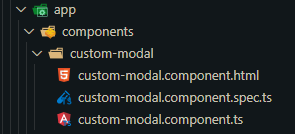 app
components
custom-modal
custom-modal.component.html
custom-modal.component.spec.ts
custom-modal.component.ts